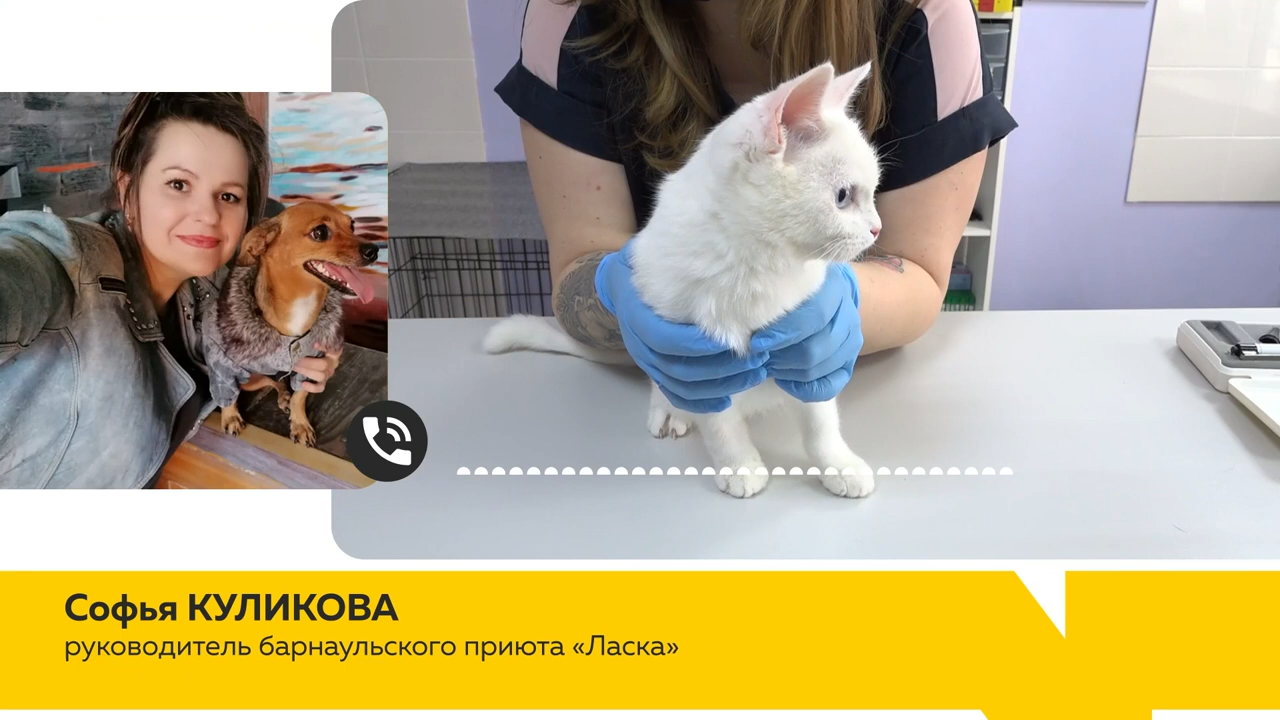 Софья КУЛИКОВА
руководитель барнаульского приюта «Ласка»